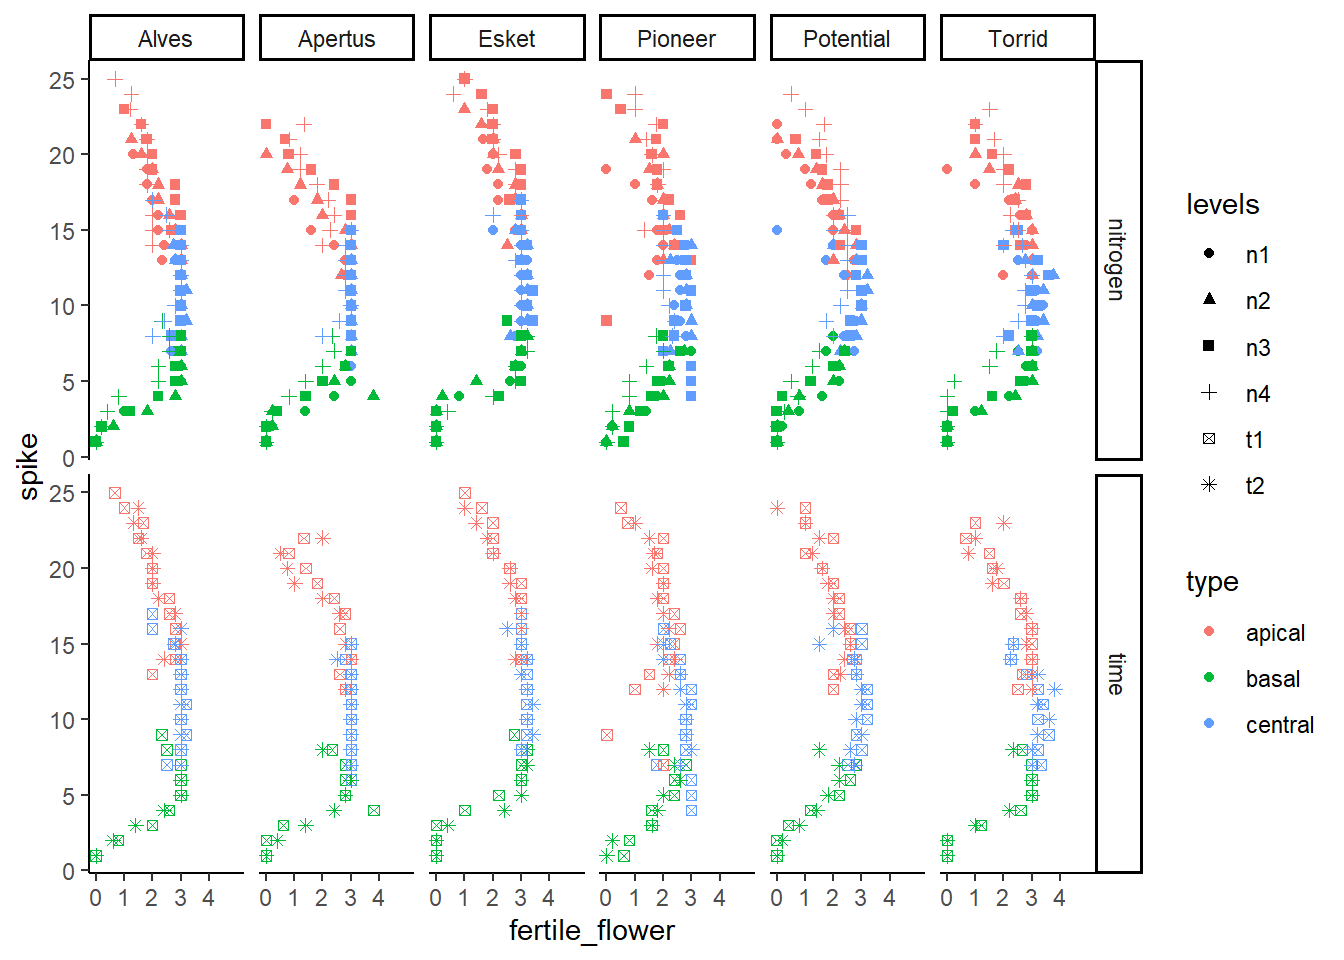 Alves Apertus Esket Pioneer Potential Torrid
25
20
15
10
5
0
nitrogen
spike
25
20
15
10
5
0
time
0 1 2 3 4 0 1 2 3 4 0 1 2 3 4 0 1 2 3 4 0 1 2 3 4 0 1 2 3 4
fertile_flower
levels
n1
n2
n3
n4
t1
t2
type
apical
basal
central